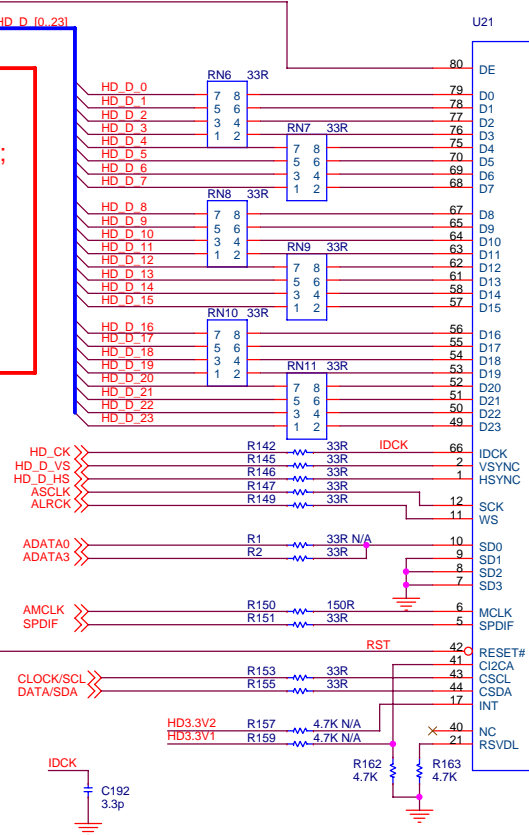 HD_D_[0..23]
U21
80 DE
;
RN6 33R
HD_D_0 7 8 79 D0
HD_D_1 5 6 78 D1
HD_D_2 3 4 77 D2
HD_D_3 1 2 76 D3
RN7 33R
HD_D_4 7 8 75 D4
HD_D_5 5 6 70 D5
HD_D_6 3 4 69 D6
HD_D_7 1 2 68 D7
RN8 33R
HD_D_8 7 8 67 D8
HD_D_9 5 6 65 D9
HD_D_10 3 4 64 D10
HD_D_11 1 2 63 D11
RN9 33R
HD_D_12 7 8 62 D12
HD_D_13 5 6 61 D13
HD_D_14 3 4 58 D14
HD_D_15 1 2 57 D15
RN10 33R
HD_D_16 7 8 56 D16
HD_D_17 5 6 55 D17
HD_D_18 3 4 54 D18
HD_D_19 1 2 53 D19
RN11 33R
HD_D_20 7 8 52 D20
HD_D_21 5 6 51 D21
HD_D_22 3 4 50 D22
HD_D_23 1 2 49 D23
HD_CK R142 33R IDCK 66 IDCK
HD_D_VS R145 33R 2 VSYNC
HD_D_HS R146 33R 1 HSYNC
ASCLK R147 33R 12 SCK
ALRCK R149 33R 11 WS
ADATA0 R1 33R N/A 10 SD0
ADATA3 R2 33R 9 SD1
8 SD2
7 SD3
AMCLK R150 150R 6 MCLK
SPDIF R151 33R 5 SPDIF
RST 42 RESET#
41 CI2CA
CLOCK/SCL R153 33R 43 CSCL
DATA/SDA R155 33R 44 CSDA
17 INT
HD3.3V2 R157 4.7K N/A 40 NC
HD3.3V1 R159 4.7K N/A 21 RSVDL
R162 4.7K
R163 4.7K
IDCK
C192
3.3p